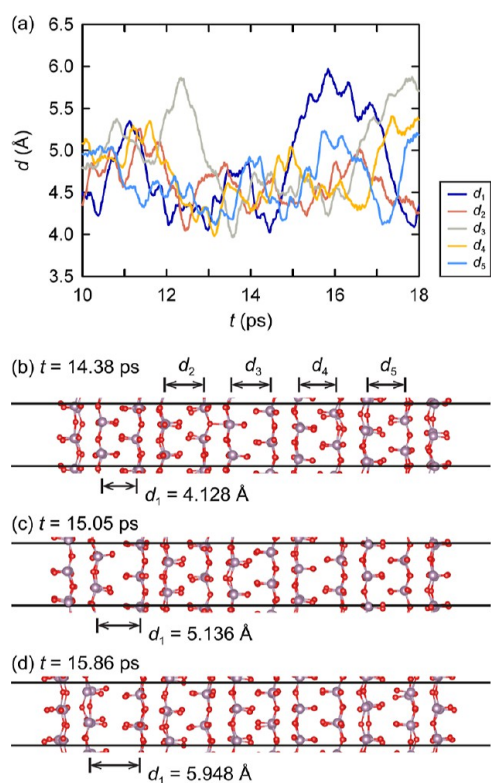 (a)
6.5
6.0
5.5
5.0
4.5
4.0
3.5
d (Å)
10 12 14 16 18
t (ps)
d₁
d₂
d₃
d₄
d₅
(b) t = 14.38 ps d₂ d₃ d₄ d₅
d₁ = 4.128 Å
(c) t = 15.05 ps
d₁ = 5.136 Å
(d) t = 15.86 ps
d₁ = 5.948 Å